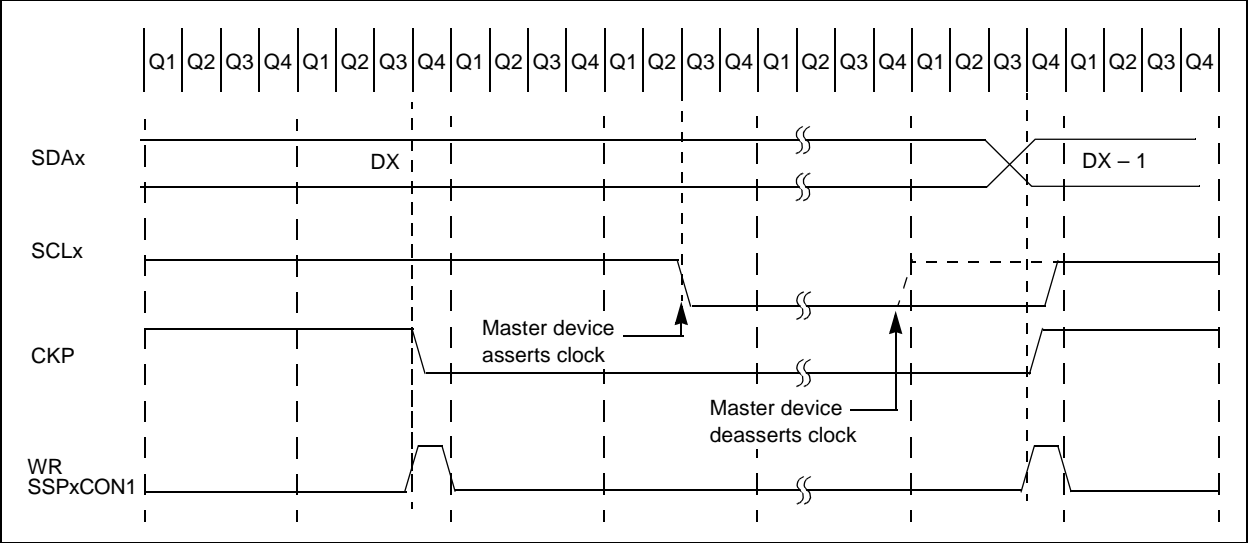 Q1 Q2 Q3 Q4 Q1 Q2 Q3 Q4 Q1 Q2 Q3 Q4 Q1 Q2 Q3 Q4 Q1 Q2 Q3 Q4 Q1 Q2 Q3 Q4 Q1 Q2 Q3 Q4
SDAx
DX
DX – 1
SCLx
Master device
asserts clock
CKP
Master device
deasserts clock
WR
SSPxCON1